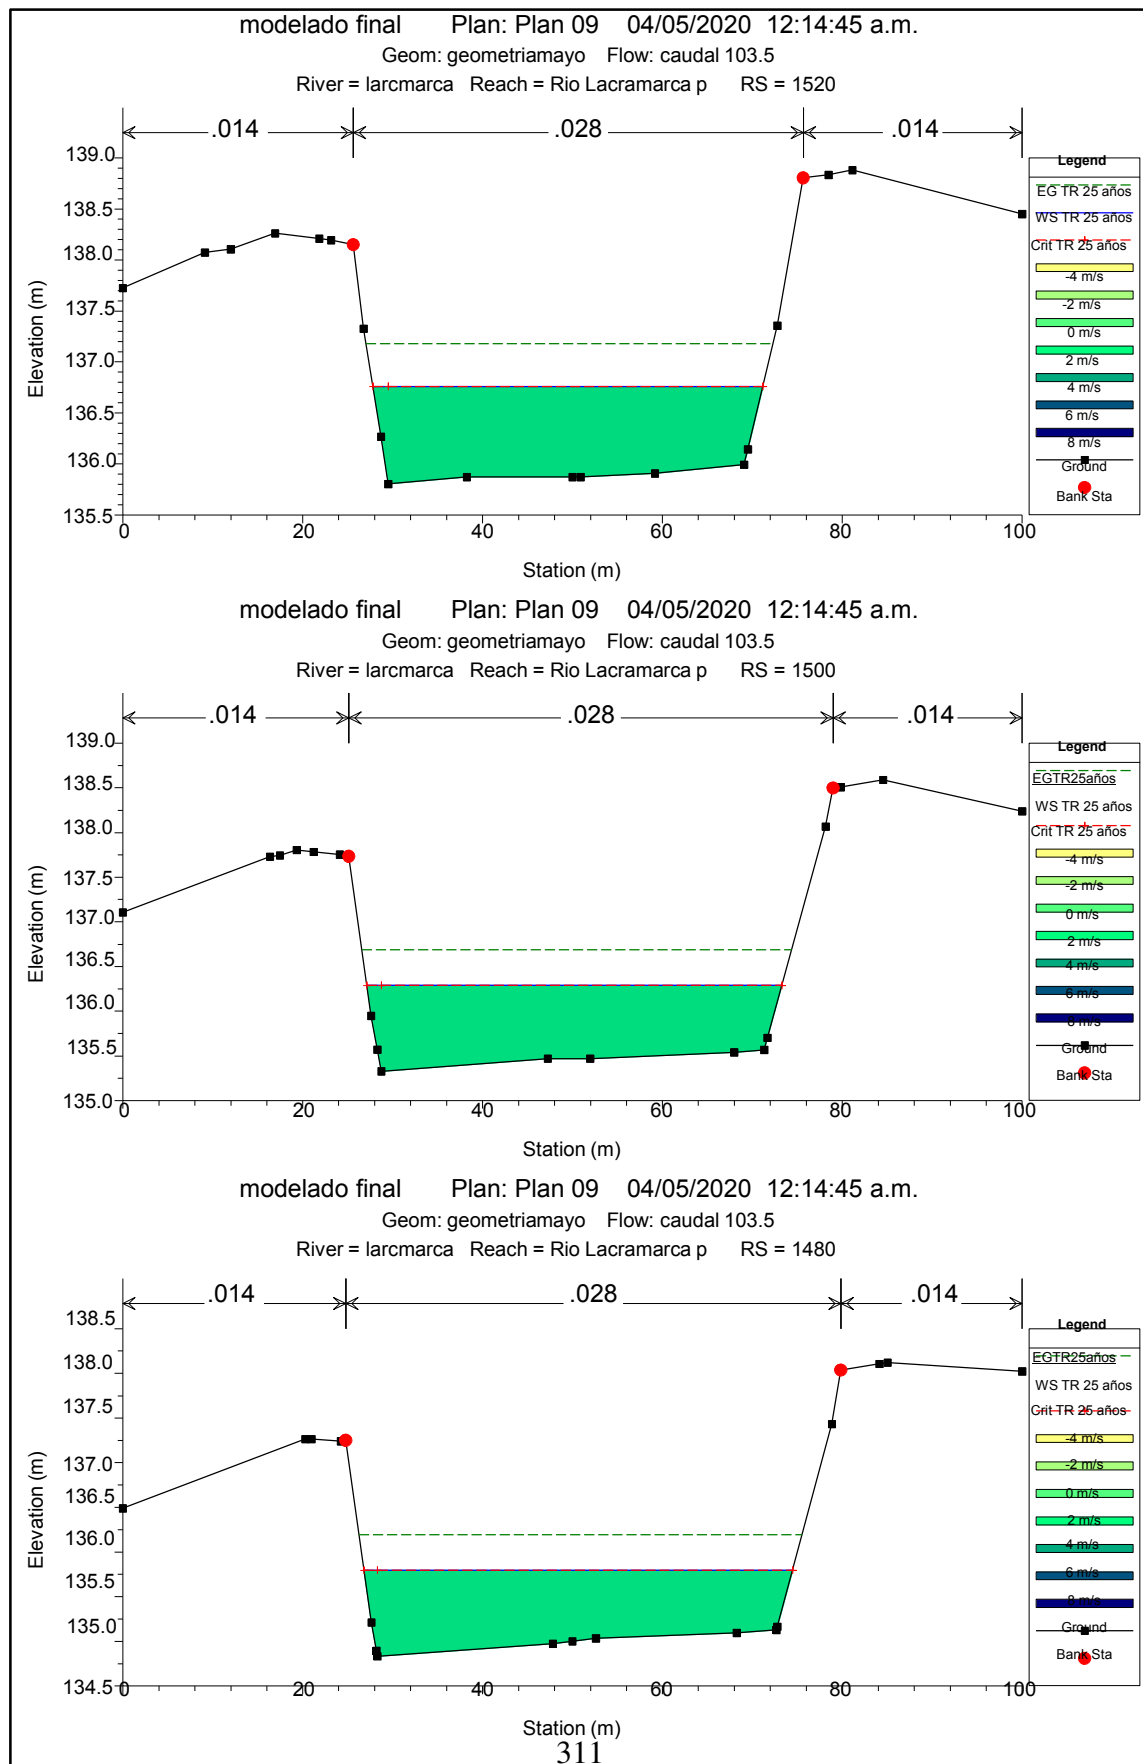 modelado final Plan: Plan 09 04/05/2020 12:14:45 a.m.
Geom: geometriamayo Flow: caudal 103.5
River = larcmarca Reach = Rio Lacramarca p RS = 1520
.014 .028 .014
139.0
138.5
138.0
137.5
137.0
136.5
136.0
135.5
Elevation (m)
0 20 40 60 80 100
Station (m)
Legend
EG TR 25 años
WS TR 25 años
Crit TR 25 años
-4 m/s
-2 m/s
0 m/s
2 m/s
4 m/s
6 m/s
8 m/s
Ground
Bank Sta
modelado final Plan: Plan 09 04/05/2020 12:14:45 a.m.
Geom: geometriamayo Flow: caudal 103.5
River = larcmarca Reach = Rio Lacramarca p RS = 1500
.014 .028 .014
139.0
138.5
138.0
137.5
137.0
136.5
136.0
135.5
135.0
Elevation (m)
0 20 40 60 80 100
Station (m)
Legend
EGTR25años
WS TR 25 años
Crit TR 25 años
-4 m/s
-2 m/s
0 m/s
2 m/s
4 m/s
6 m/s
8 m/s
Ground
Bank Sta
modelado final Plan: Plan 09 04/05/2020 12:14:45 a.m.
Geom: geometriamayo Flow: caudal 103.5
River = larcmarca Reach = Rio Lacramarca p RS = 1480
.014 .028 .014
138.5
138.0
137.5
137.0
136.5
136.0
135.5
135.0
134.5
Elevation (m)
0 20 40 60 80 100
Station (m)
Legend
EGTR25años
WS TR 25 años
Crit TR 25 años
-4 m/s
-2 m/s
0 m/s
2 m/s
4 m/s
6 m/s
8 m/s
Ground
Bank Sta
311